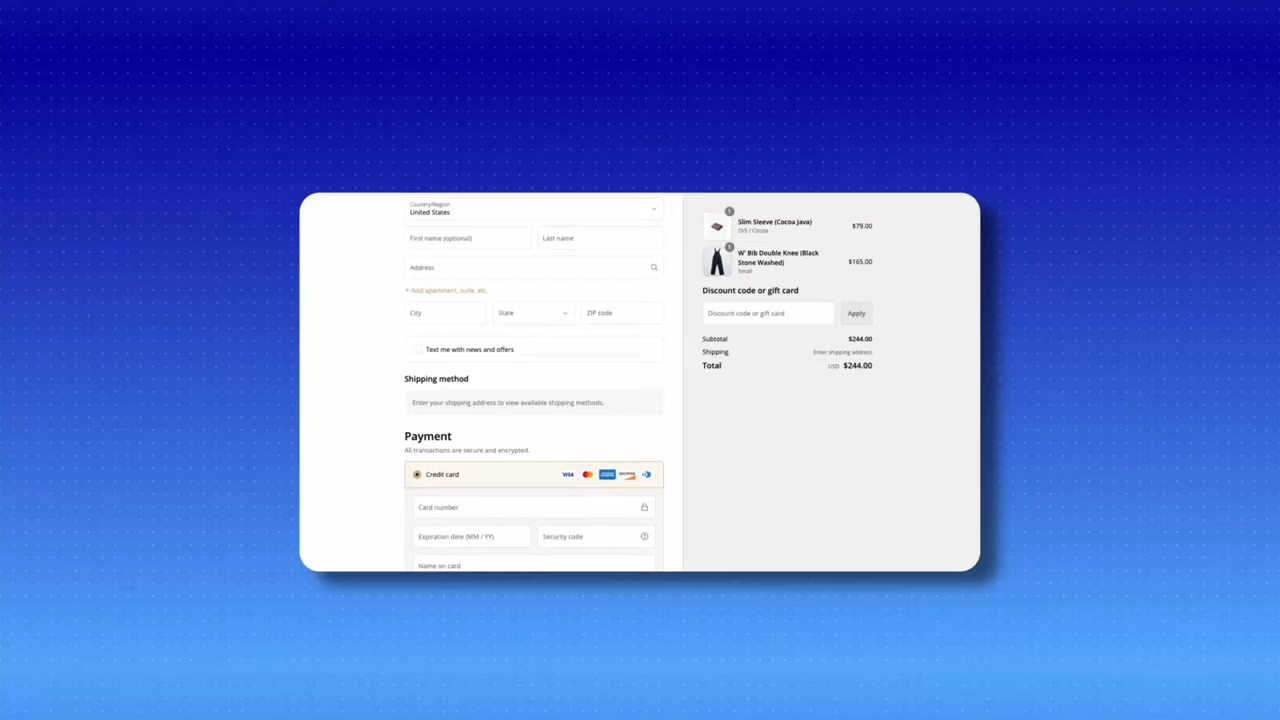 Country/Region
United States
First name (optional)
Last name
Address
+ Add apartment, suite, etc.
City
State
ZIP code
Text me with news and offers
Shipping method
Enter your shipping address to view available shipping methods.
Payment
All transactions are secure and encrypted.
Credit card
VISA
Card number
Expiration date (MM / YY)
Security code
Name on card
1
Slim Sleeve (Cocoa Java)
O/S / Cocoa
$79.00
1
W' Bib Double Knee (Black
Stone Washed)
Small
$165.00
Discount code or gift card
Discount code or gift card
Apply
Subtotal
$244.00
Shipping
Enter shipping address
Total
USD $244.00